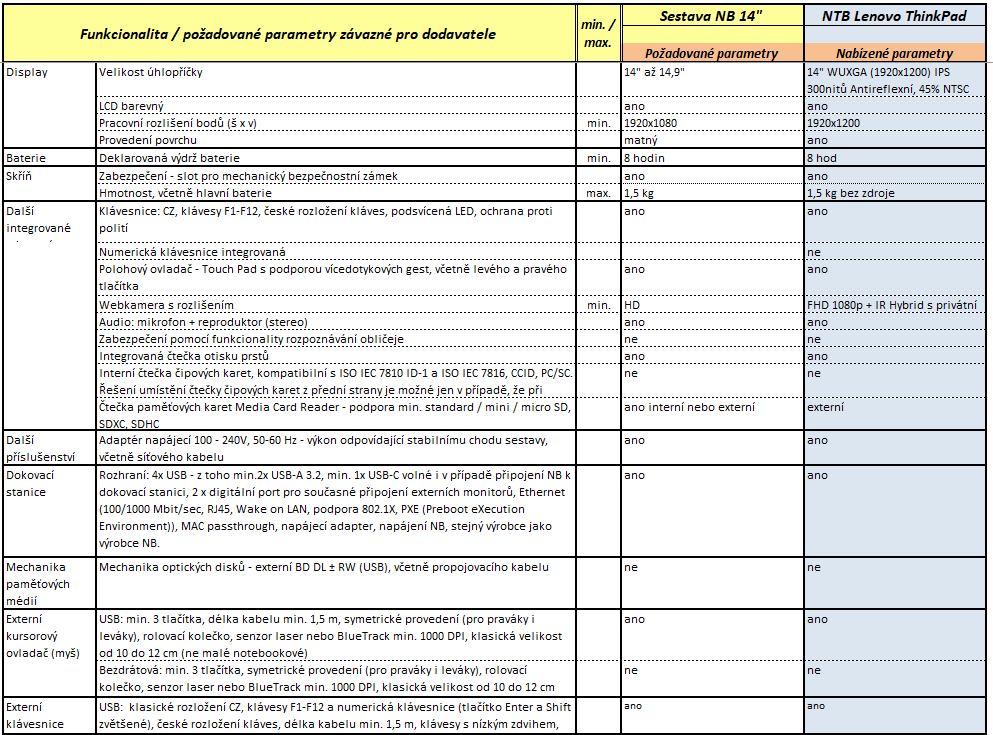 Funkcionalita / požadované parametry závazné pro dodavatele
min. /
max.
Sestava NB 14"
NTB Lenovo ThinkPad
Požadované parametry
Nabízené parametry
Display
Velikost úhlopříčky
14" až 14,9"
14" WUXGA (1920x1200) IPS
300nitů Antireflexní, 45% NTSC
LCD barevný
ano
ano
Pracovní rozlišení bodů (š x v)
min.
1920x1080
1920x1200
Provedení povrchu
matný
ano
Baterie
Deklarovaná výdrž baterie
min.
8 hodin
8 hod
Skříň
Zabezpečení - slot pro mechanický bezpečnostní zámek
ano
ano
Hmotnost, včetně hlavní baterie
max.
1,5 kg
1,5 kg bez zdroje
Další
integrované
Klávesnice: CZ, klávesy F1-F12, české rozložení kláves, podsvícená LED, ochrana proti
polití
ano
ano
Numerická klávesnice integrovaná
ne
Polohový ovladač - Touch Pad s podporou vícedotykových gest, včetně levého a pravého
tlačítka
ano
ano
Webkamera s rozlišením
min.
HD
FHD 1080p + IR Hybrid s privátní
Audio: mikrofon + reproduktor (stereo)
ano
ano
Zabezpečení pomocí funkcionality rozpoznávání obličeje
ne
ne
Integrovaná čtečka otisku prstů
ano
ano
Interní čtečka čipových karet, kompatibilní s ISO IEC 7810 ID-1 a ISO IEC 7816, CCID, PC/SC.
Řešení umístění čtečky čipových karet z přední strany je možné jen v případě, že při
ne
ne
Čtečka paměťových karet Media Card Reader - podpora min. standard / mini / micro SD,
SDXC, SDHC
ano interní nebo externí
externí
Další
příslušenství
Adaptér napájecí 100 - 240V, 50-60 Hz - výkon odpovídající stabilnímu chodu sestavy,
včetně síťového kabelu
ano
ano
Dokovací
stanice
Rozhraní: 4x USB - z toho min.2x USB-A 3.2, min. 1x USB-C volné i v případě připojení NB k
dokovací stanici, 2 x digitální port pro současné připojení externích monitorů, Ethernet
(100/1000 Mbit/sec, RJ45, Wake on LAN, podpora 802.1X, PXE (Preboot eXecution
Environment)), MAC passthrough, napájecí adapter, napájení NB, stejný výrobce jako
výrobce NB.
ano
ano
Mechanika
paměťových
médií
Mechanika optických disků - externí BD DL ± RW (USB), včetně propojovacího kabelu
ne
ne
Externí
kursorový
ovladač (myš)
USB: min. 3 tlačítka, délka kabelu min. 1,5 m, symetrické provedení (pro praváky i
leváky), rolovací kolečko, senzor laser nebo BlueTrack min. 1000 DPI, klasická velikost
od 10 do 12 cm (ne malé notebookové)
ano
ano
Bezdrátová: min. 3 tlačítka, symetrické provedení (pro praváky i leváky), rolovací
kolečko, senzor laser nebo BlueTrack min. 1000 DPI, klasická velikost od 10 do 12 cm
ne
ne
Externí
klávesnice
USB: klasické rozložení CZ, klávesy F1-F12 a numerická klávesnice (tlačítko Enter a Shift
zvětšené), české rozložení kláves, délka kabelu min. 1,5 m, klávesy s nízkým zdvihem,
ano
ano